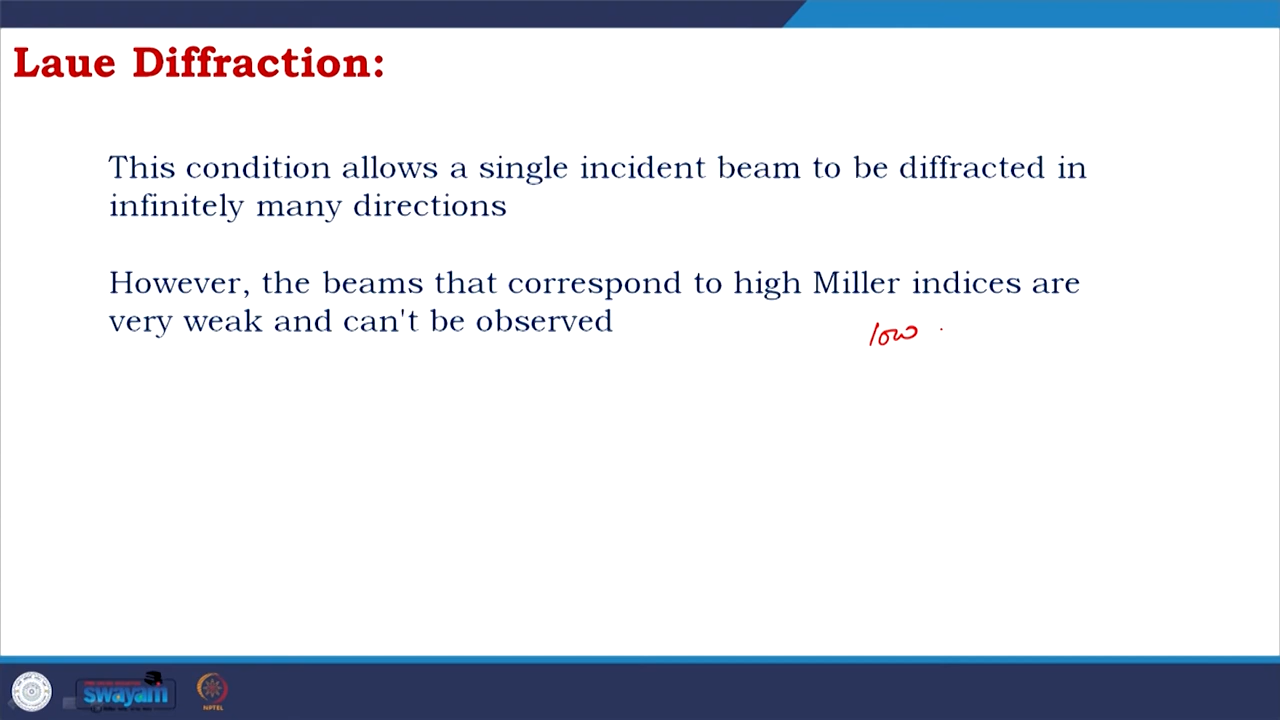 Laue Diffraction:
This condition allows a single incident beam to be diffracted in
infinitely many directions
However, the beams that correspond to high Miller indices are
very weak and can't be observed
low
swayam
NPTEL